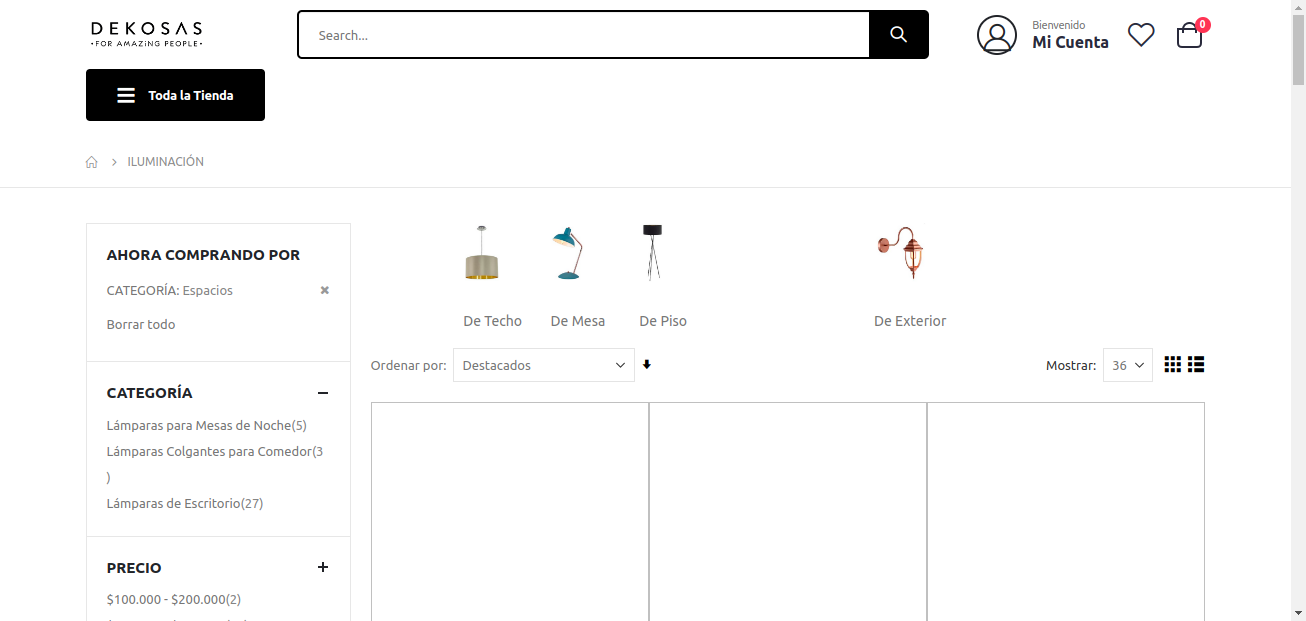 DEKOSAS
•FOR AMAZiNG PEOPLE•
Search...
Bienvenido
Mi Cuenta
0
Toda la Tienda
ILUMINACIÓN
AHORA COMPRANDO POR
CATEGORÍA: Espacios
Borrar todo
CATEGORÍA
Lámparas para Mesas de Noche(5)
Lámparas Colgantes para Comedor(3
)
Lámparas de Escritorio(27)
PRECIO
$100.000 - $200.000(2)
De Techo
De Mesa
De Piso
De Exterior
Ordenar por:
Destacados
Mostrar:
36